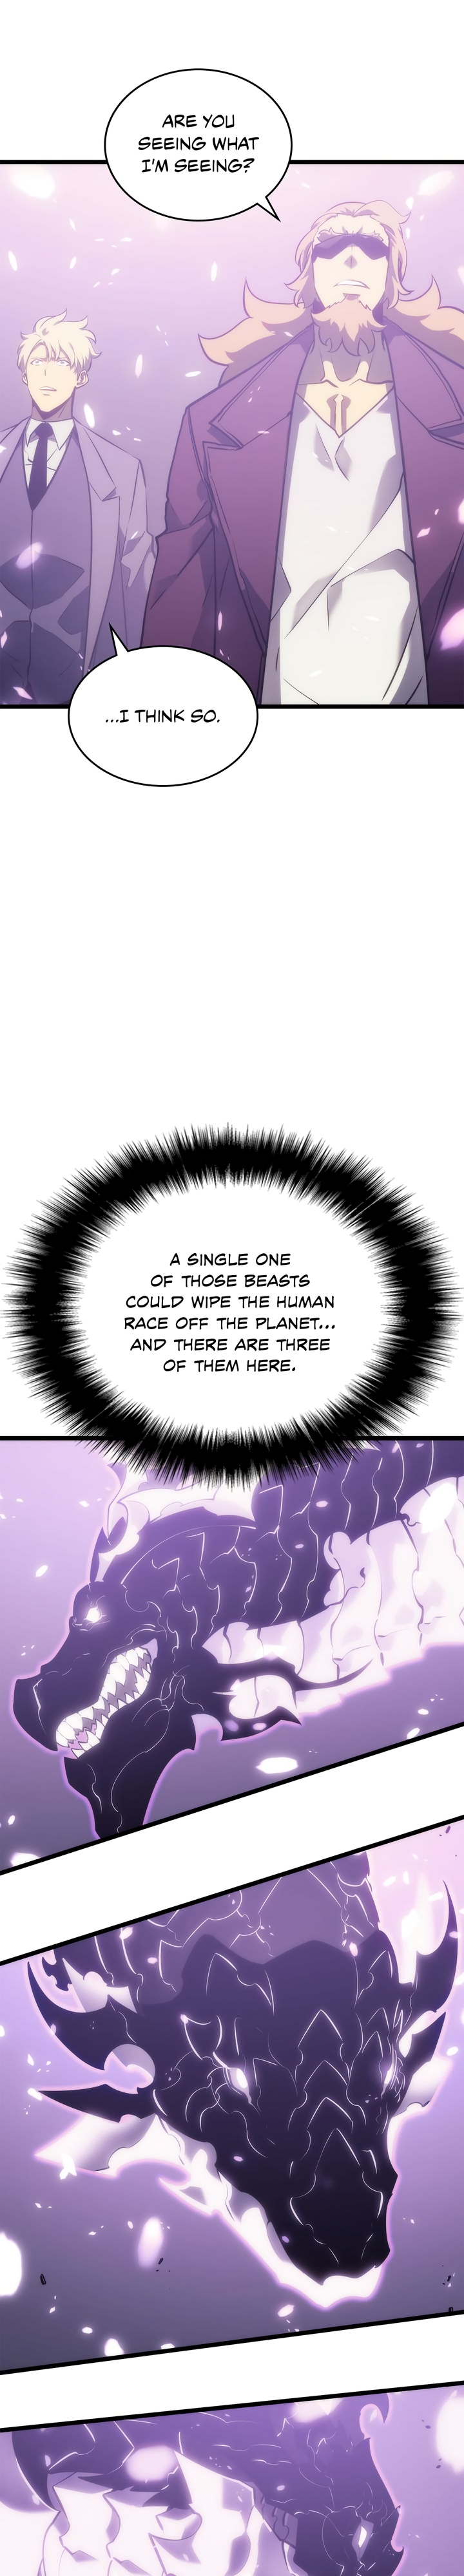 ARE YOU
SEEING WHAT
I'M SEEING?
...I THINK SO.
A SINGLE ONE
OF THOSE BEASTS
COULD WIPE THE HUMAN
RACE OFF THE PLANET...
AND THERE ARE THREE
OF THEM HERE.